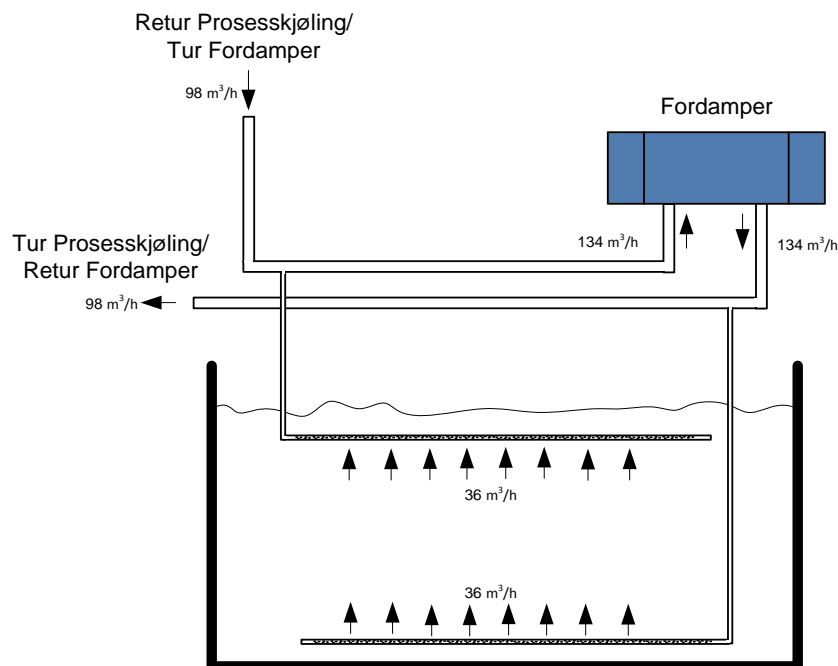 Retur Prosesskjøling/
Tur Fordamper
98 m³/h
Fordamper
134 m³/h
134 m³/h
Tur Prosesskjøling/
Retur Fordamper
98 m³/h
36 m³/h
36 m³/h